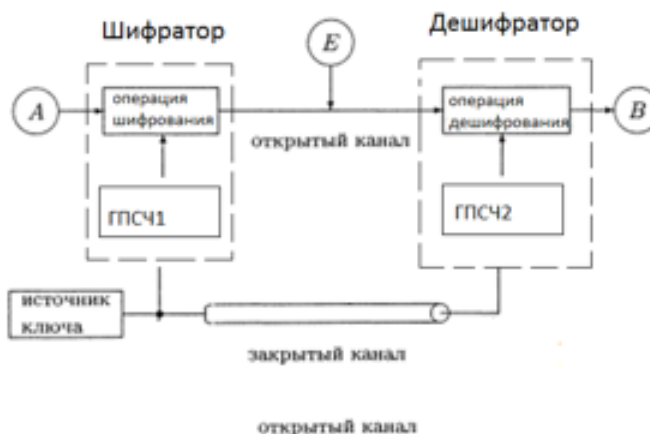 Шифратор
Дешифратор
E
A
операция
шифрования
операция
дешифрования
B
открытый канал
ГПСЧ1
ГПСЧ2
источник
ключа
закрытый канал
открытый канал